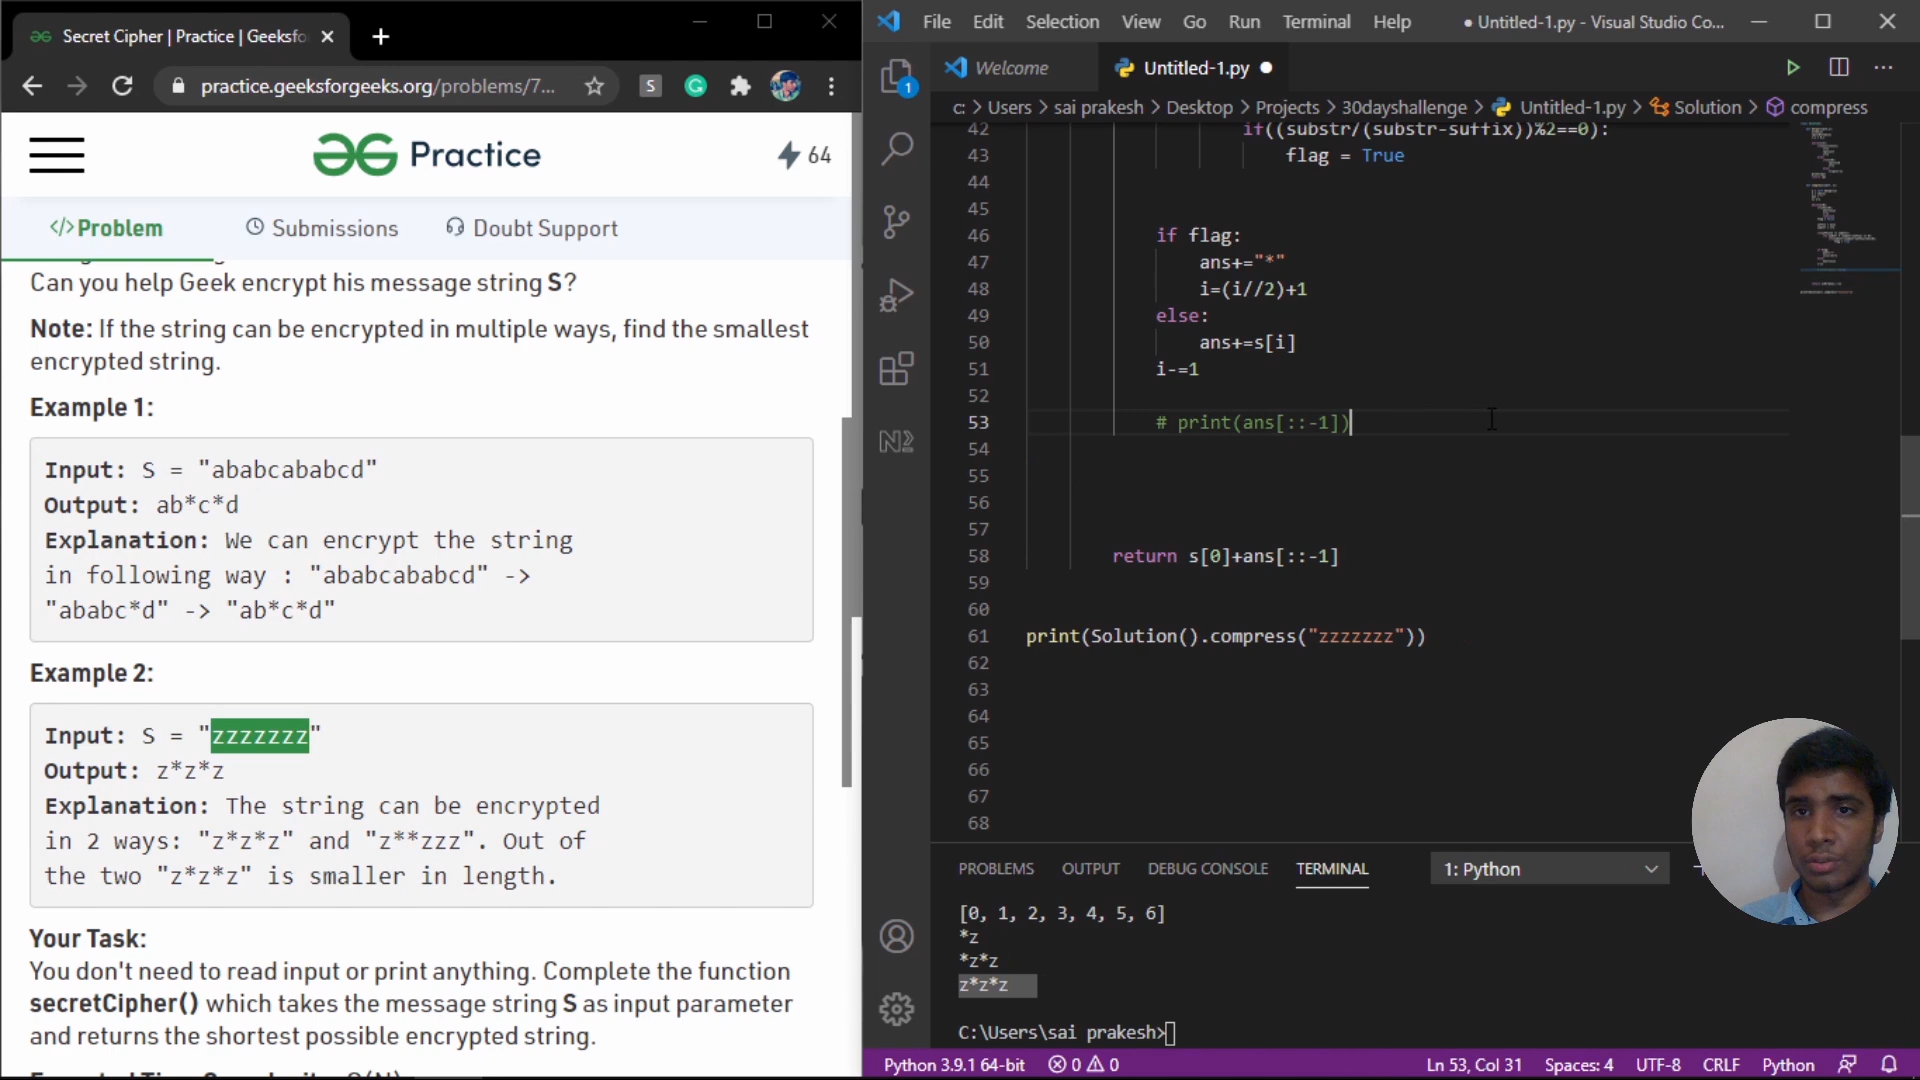 Secret Cipher | Practice | Geeksfo
practice.geeksforgeeks.org/problems/7...
S
Practice
64
</>Problem
Submissions
Doubt Support
Can you help Geek encrypt his message string S?
Note: If the string can be encrypted in multiple ways, find the smallest
encrypted string.
Example 1:
Input: S = "ababcababcd"
Output: ab*c*d
Explanation: We can encrypt the string
in following way : "ababcababcd" ->
"ababc*d" -> "ab*c*d"
Example 2:
Input: S = "zzzzzzz"
Output: z*z*z
Explanation: The string can be encrypted
in 2 ways: "z*z*z" and "z**zzz". Out of
the two "z*z*z" is smaller in length.
Your Task:
You don't need to read input or print anything. Complete the function
secretCipher() which takes the message string S as input parameter
and returns the shortest possible encrypted string.
File Edit Selection View Go Run Terminal Help
● Untitled-1.py - Visual Studio Co...
1
Welcome
Untitled-1.py
c: > Users > sai prakesh > Desktop > Projects > 30dayshallenge > Untitled-1.py > Solution > compress
42 if((substr/(substr-suffix))%2==0):
43 flag = True
44
45
46 if flag:
47 ans+="*"
48 i=(i//2)+1
49 else:
50 ans+=s[i]
51 i-=1
52
53 # print(ans[::-1])
54
55
56
57
58 return s[0]+ans[::-1]
59
60
61 print(Solution().compress("zzzzzzz"))
62
63
64
65
66
67
68
PROBLEMS OUTPUT DEBUG CONSOLE TERMINAL
1: Python
[0, 1, 2, 3, 4, 5, 6]
*z
*z*z
z*z*z
C:\Users\sai prakesh>
Python 3.9.1 64-bit
0 0
Ln 53, Col 31
Spaces: 4
UTF-8
CRLF
Python